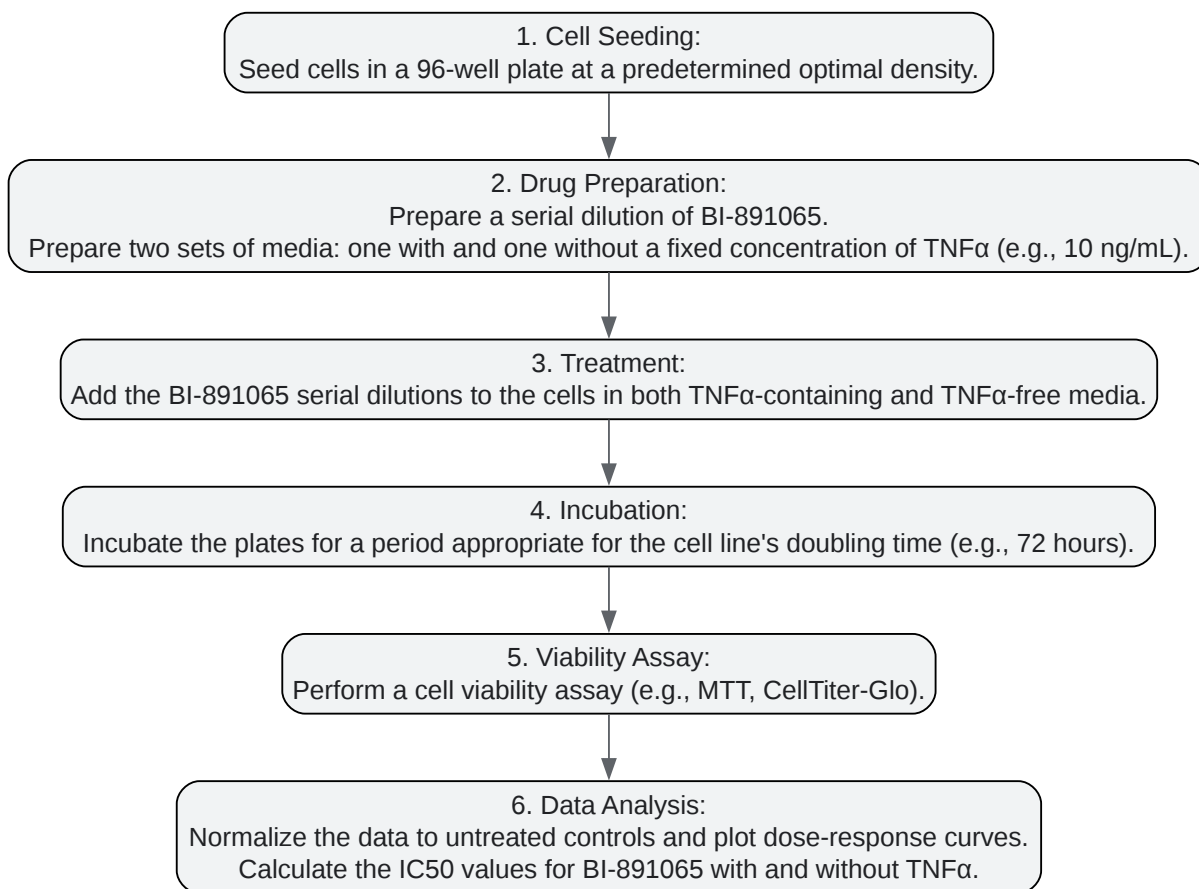 1. Cell Seeding:
Seed cells in a 96-well plate at a predetermined optimal density.
2. Drug Preparation:
Prepare a serial dilution of BI-891065.
Prepare two sets of media: one with and one without a fixed concentration of TNFα (e.g., 10 ng/mL).
3. Treatment:
Add the BI-891065 serial dilutions to the cells in both TNFα-containing and TNFα-free media.
4. Incubation:
Incubate the plates for a period appropriate for the cell line's doubling time (e.g., 72 hours).
5. Viability Assay:
Perform a cell viability assay (e.g., MTT, CellTiter-Glo).
6. Data Analysis:
Normalize the data to untreated controls and plot dose-response curves.
Calculate the IC50 values for BI-891065 with and without TNFα.